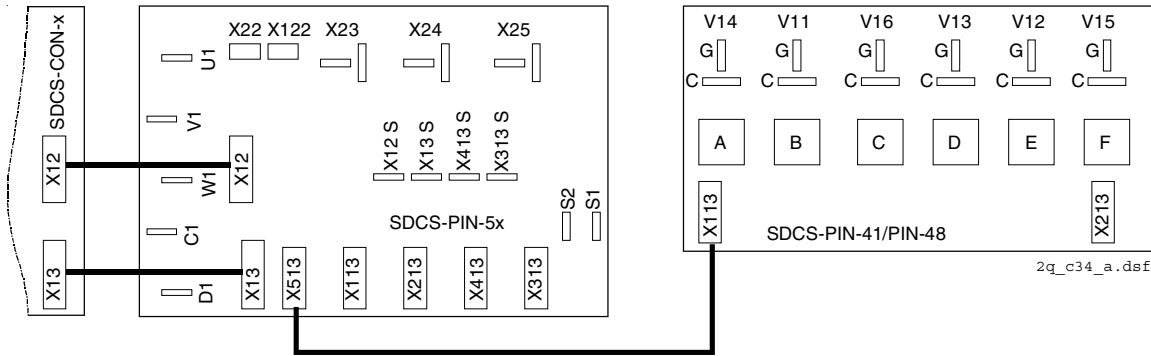 SDCS-CON-x
X12
X13
U1
V1
W1
C1
D1
X22 X122 X23 X24 X25
X12
X12 S
X13 S
X413 S
X313 S
S2
S1
SDCS-PIN-5x
X13
X513
X113
X213
X413
X313
V14 V11 V16 V13 V12 V15
G G G G G G
C C C C C C
A B C D E F
X113
X213
SDCS-PIN-41/PIN-48
2q_c34_a.dsf